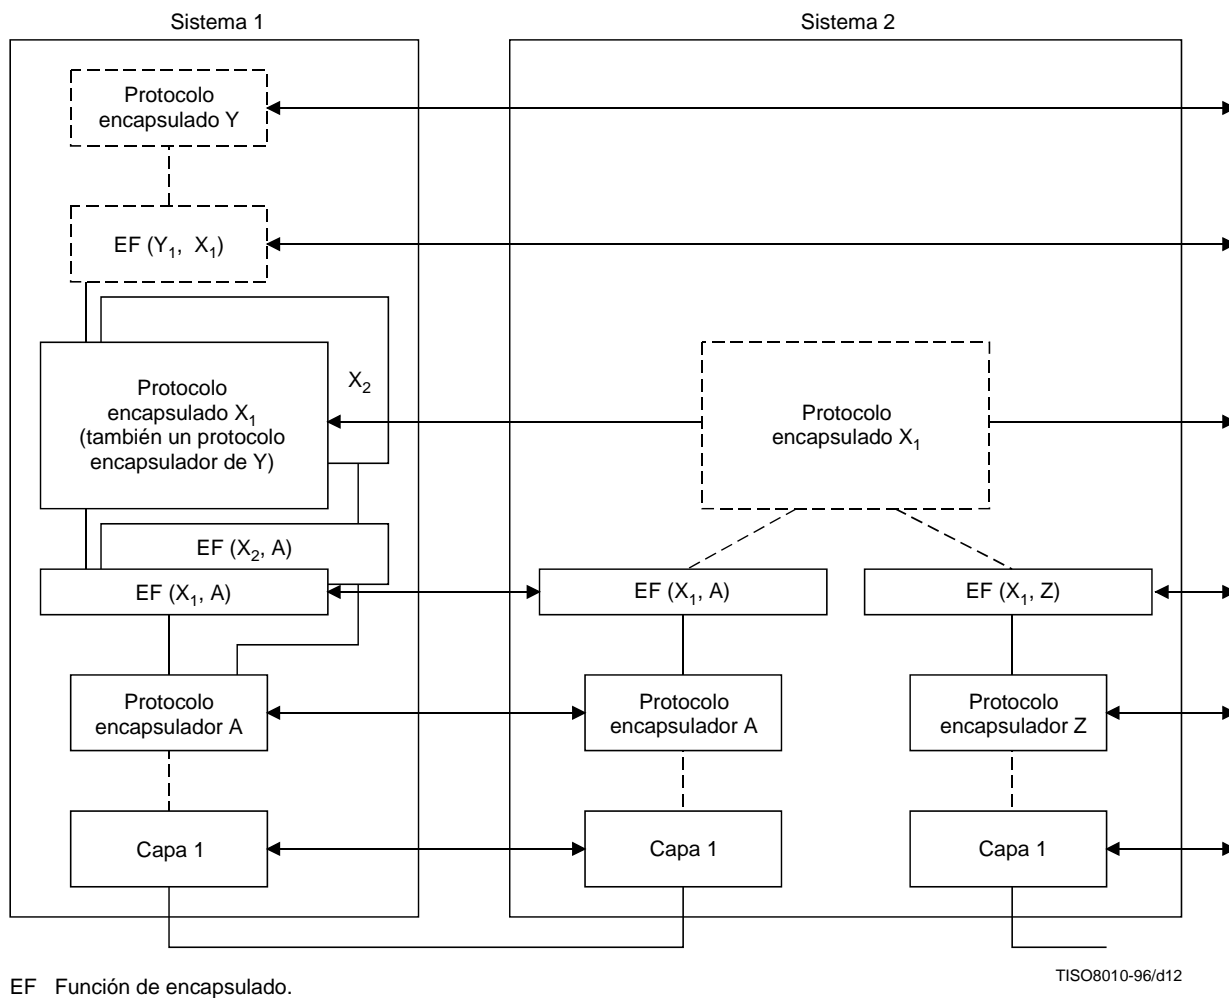 Sistema 1
Sistema 2
Protocolo
encapsulado Y
EF (Y₁, X₁)
X₂
Protocolo
encapsulado X₁
(también un protocolo
encapsulador de Y)
Protocolo
encapsulado X₁
EF (X₂, A)
EF (X₁, A)
EF (X₁, A)
EF (X₁, Z)
Protocolo
encapsulador A
Protocolo
encapsulador A
Protocolo
encapsulador Z
Capa 1
Capa 1
Capa 1
TISO8010-96/d12
EF Función de encapsulado.